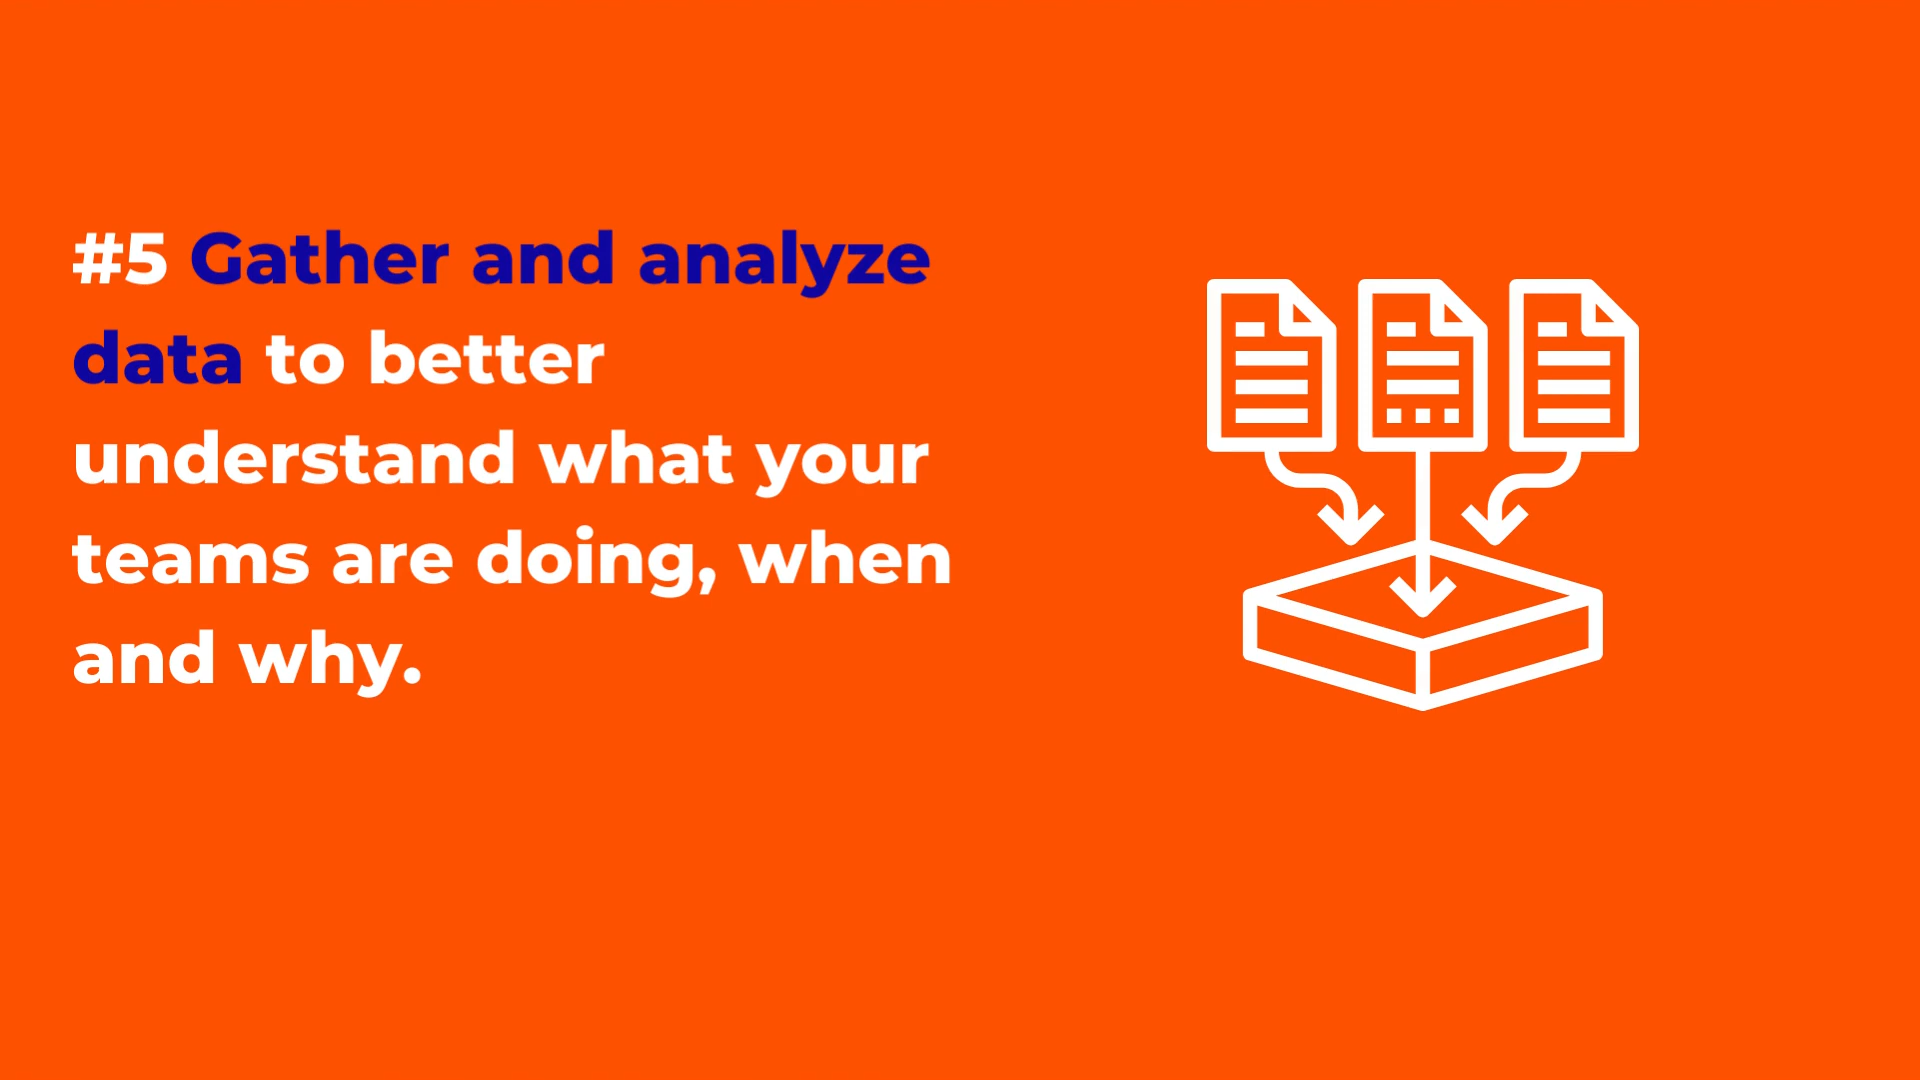 #5 Gather and analyze
data to better
understand what your
teams are doing, when
and why.